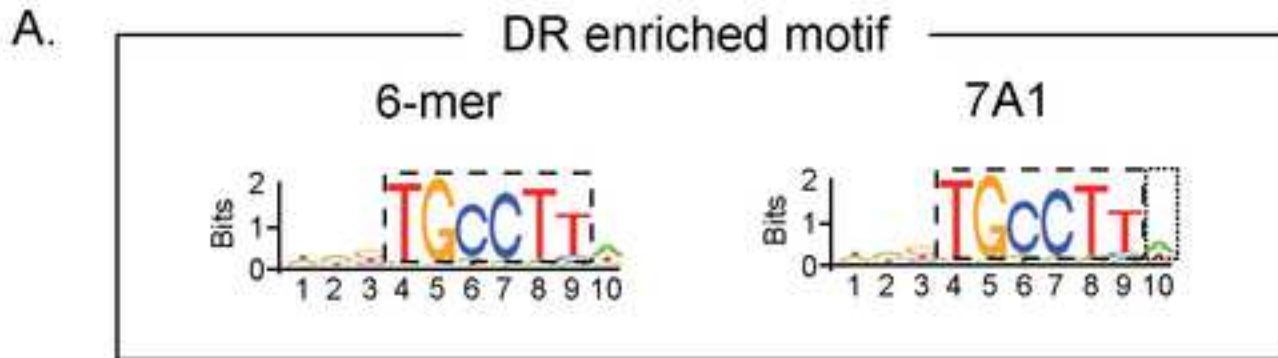 A.
DR enriched motif
6-mer
7A1
Bits
2
1
0
TGCCTT
1 2 3 4 5 6 7 8 9 10
Bits
2
1
0
TGCCTT
1 2 3 4 5 6 7 8 9 10